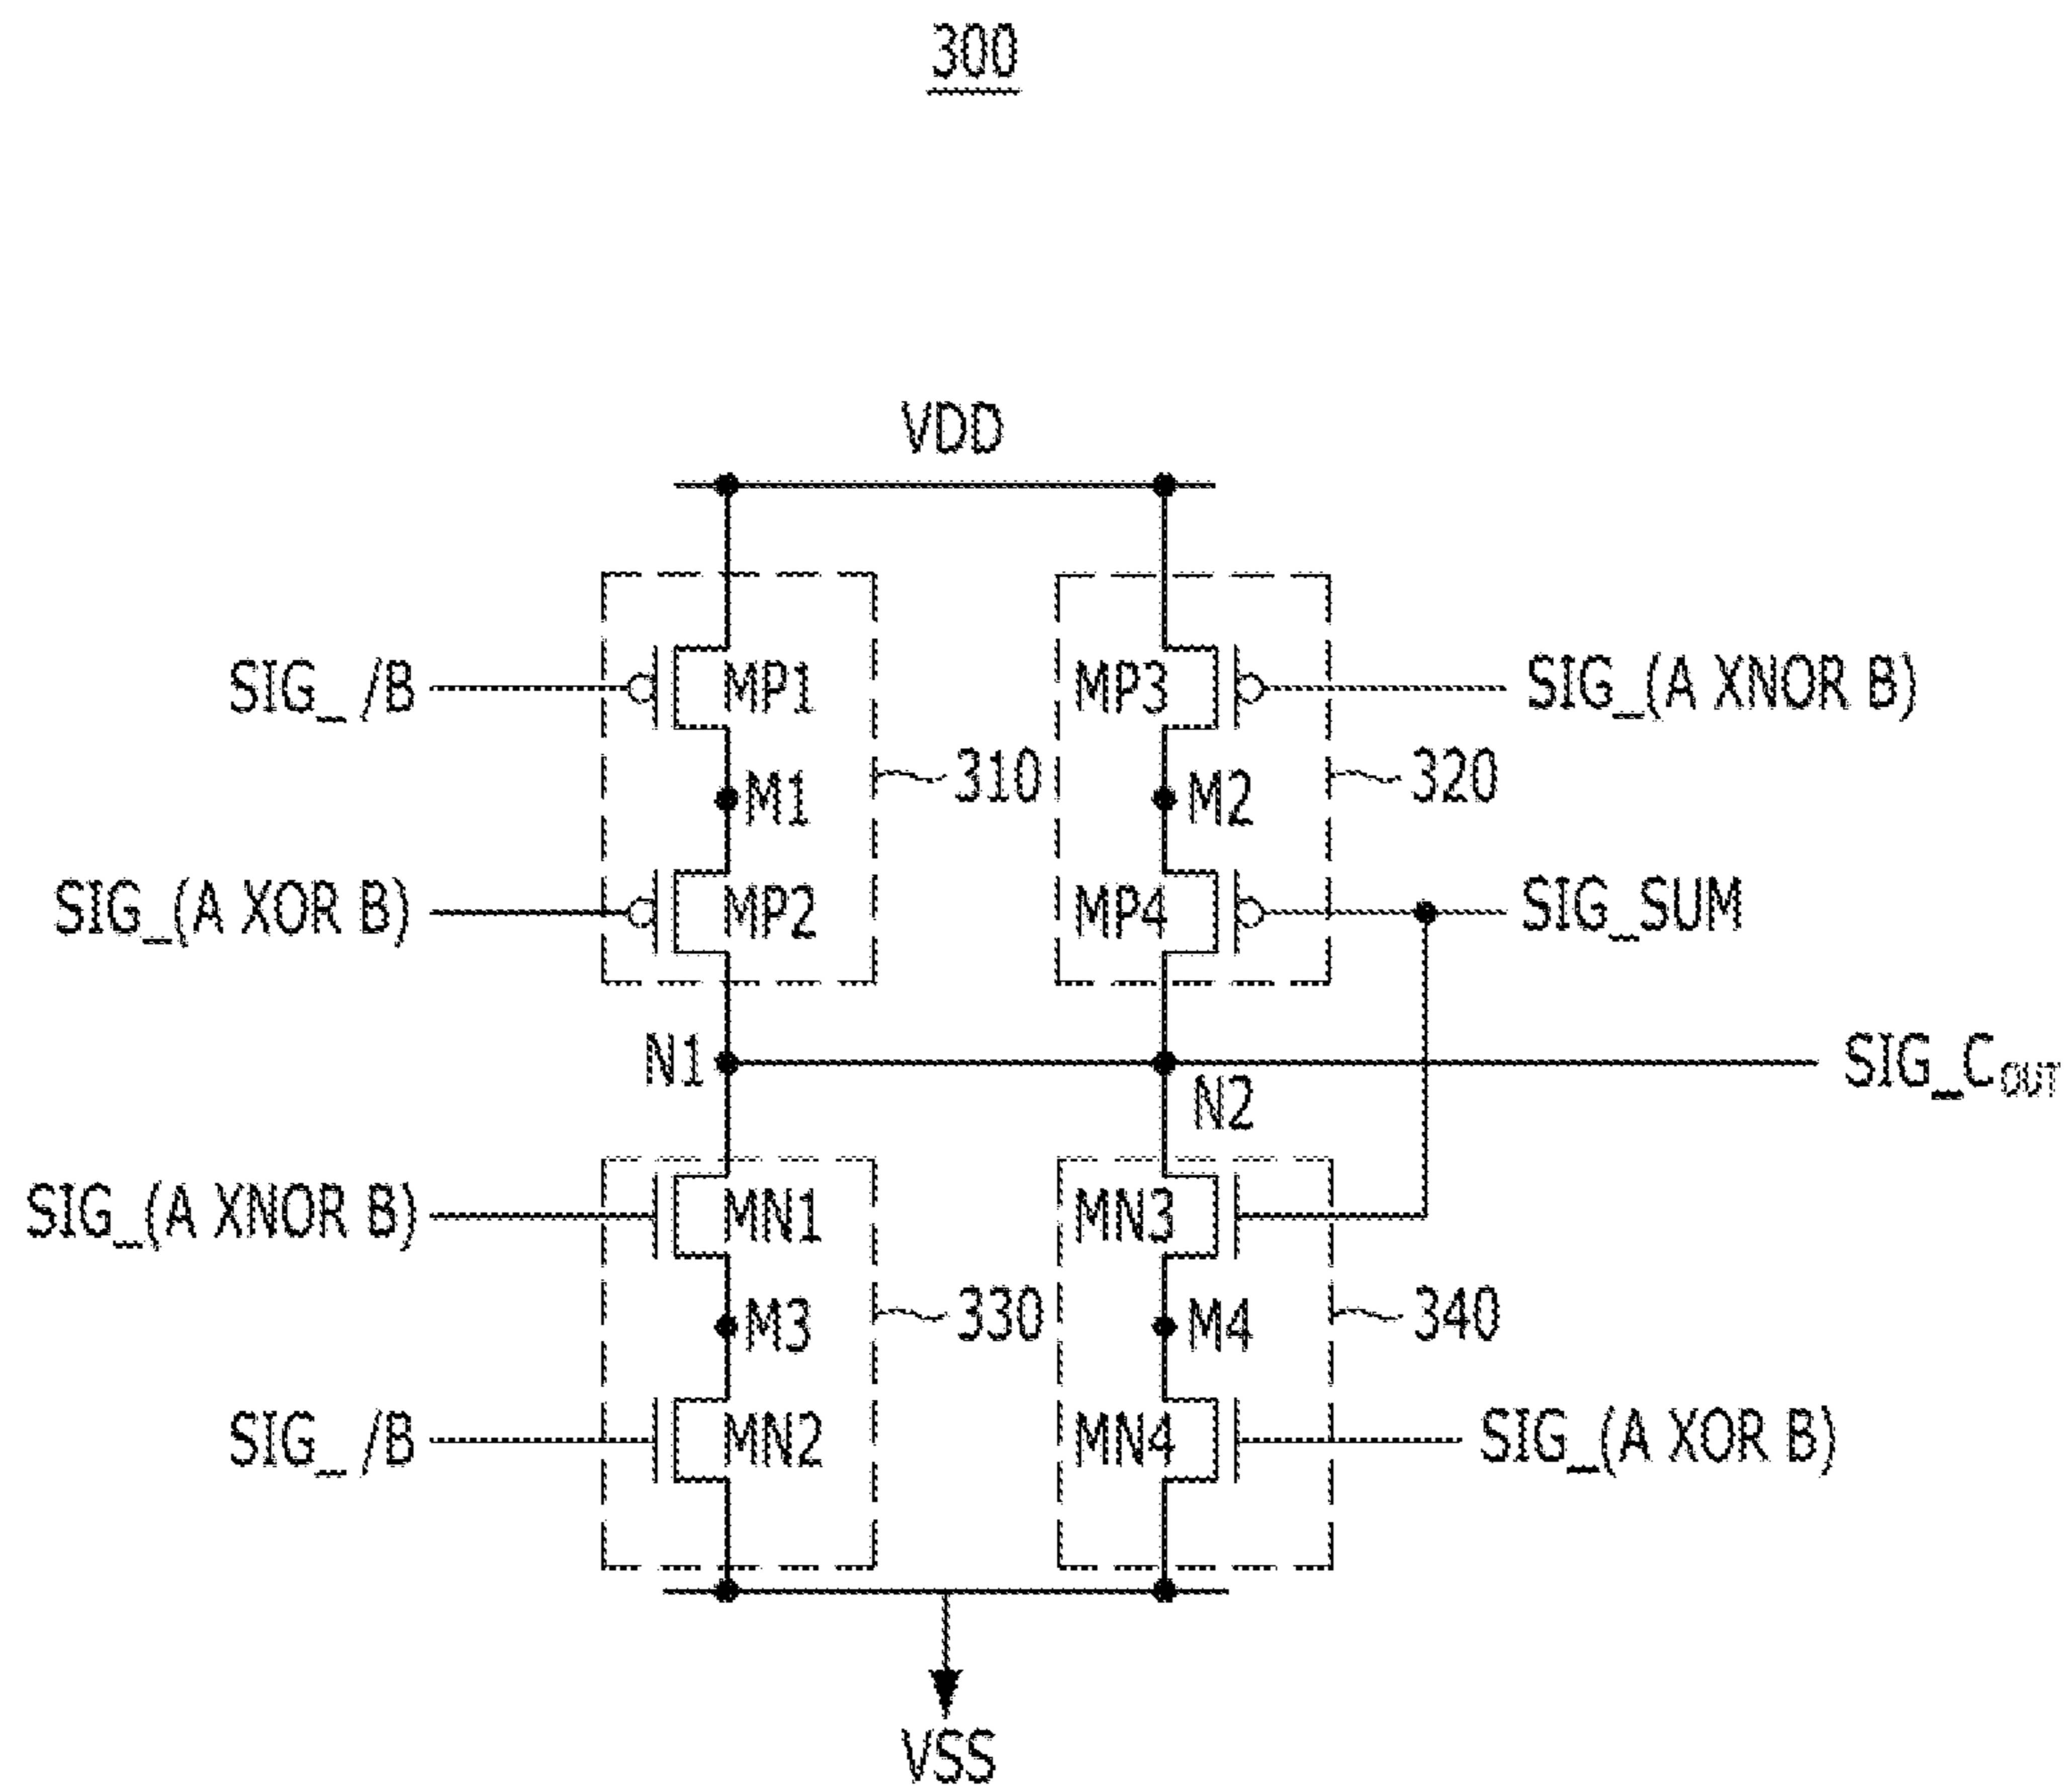 300
VDD
SIG_ /B
MP1
MP3
SIG_(A XNOR B)
M1
310
M2
320
SIG_(A XOR B)
MP2
MP4
SIG_SUM
N1
N2
SIG_COUT
SIG_(A XNOR B)
MN1
MN3
M3
330
M4
340
SIG_ /B
MN2
MN4
SIG_(A XOR B)
VSS